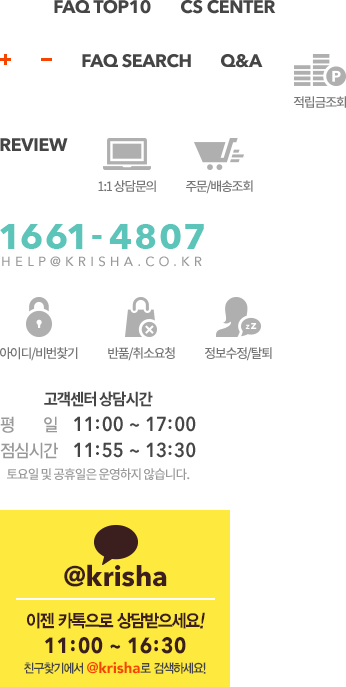 FAQ TOP10 CS CENTER
+ - FAQ SEARCH Q&A
P
적립금조회
REVIEW
1:1 상담문의 주문/배송조회
1661-4807
HELP@KRISHA.CO.KR
zz
아이디/비번찾기 반품/취소요청 정보수정/탈퇴
고객센터 상담시간
평 일 11:00 ~ 17:00
점심시간 11:55 ~ 13:30
토요일 및 공휴일은 운영하지 않습니다.
@krisha
이젠 카톡으로 상담받으세요!
11:00 ~ 16:30
친구찾기에서 @krisha로 검색하세요!